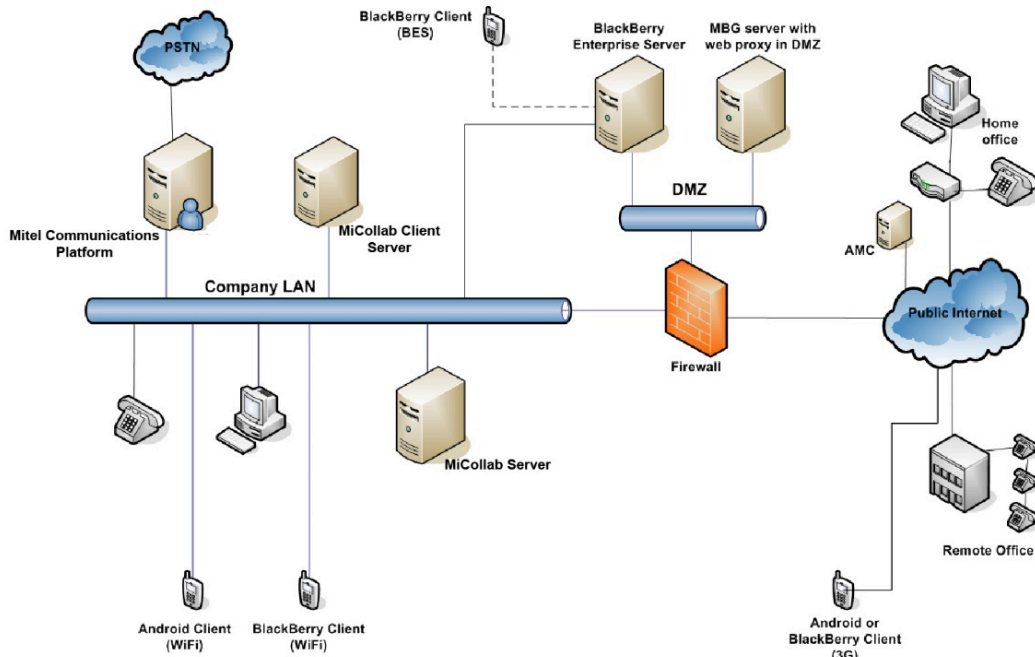 BlackBerry Client
(BES)
BlackBerry
Enterprise Server
MBG server with
web proxy in DMZ
PSTN
Home
office
DMZ
Mitel Communications
Platform
MiCollab Client
Server
AMC
Company LAN
Public Internet
Firewall
MiCollab Server
Remote Office
Android Client
(WiFi)
BlackBerry Client
(WiFi)
Android or
BlackBerry Client
(3G)